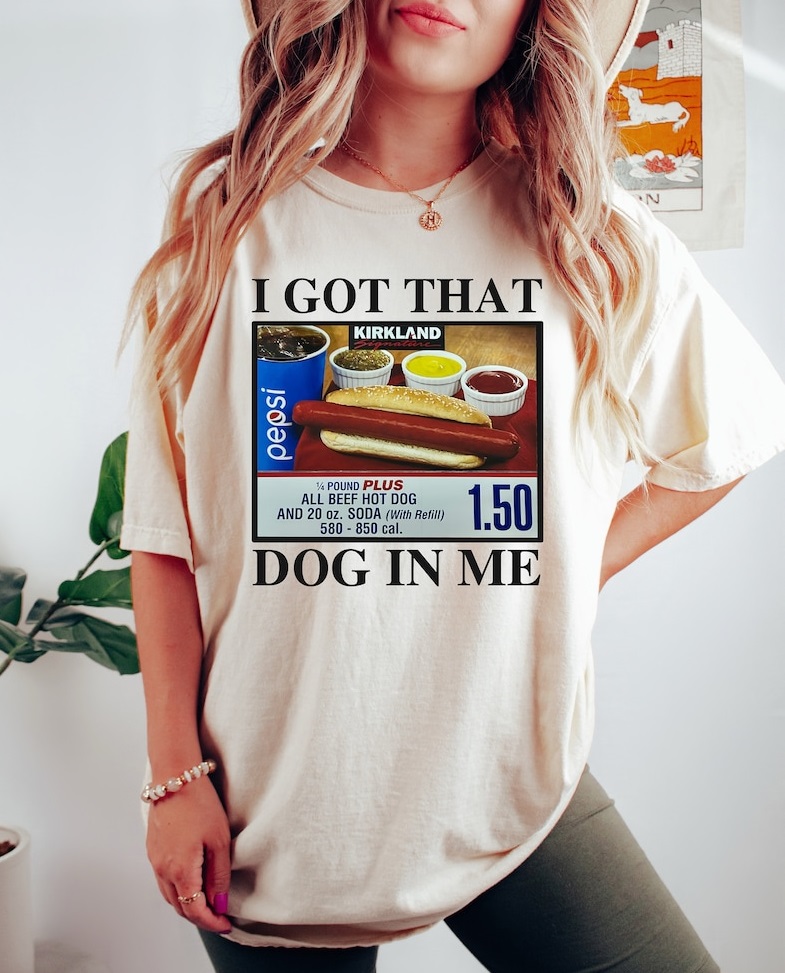 I GOT THAT
KIRKLAND
Signature
pepsi
¼ POUND PLUS
ALL BEEF HOT DOG
AND 20 oz. SODA (With Refill)
580 - 850 cal.
1.50
DOG IN ME